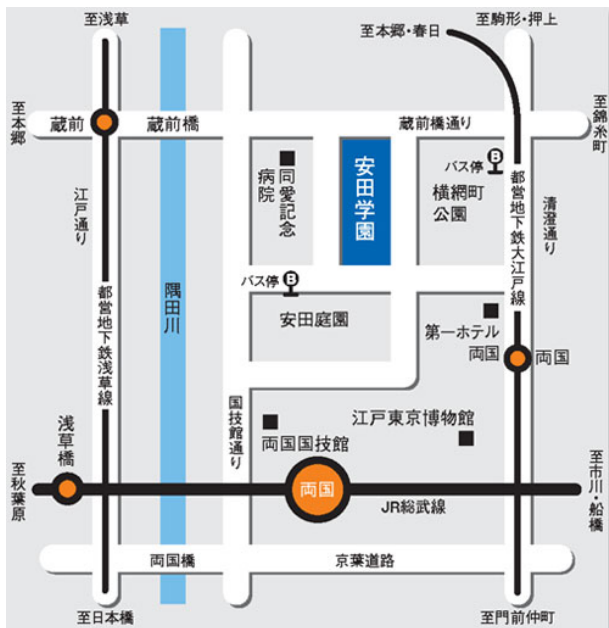 至浅草
至駒形・押上
至本郷・春日
至本郷
蔵前
蔵前橋
蔵前橋通り
至錦糸町
同愛記念
病院
安田学園
バス停
B
横網町
公園
江戸通り
都営地下鉄大江戸線
清澄通り
隅田川
バス停
B
安田庭園
都営地下鉄浅草線
第一ホテル
両国
両国
国技館通り
浅草橋
両国国技館
江戸東京博物館
至秋葉原
両国
JR総武線
至市川・船橋
両国橋
京葉道路
至日本橋
至門前仲町